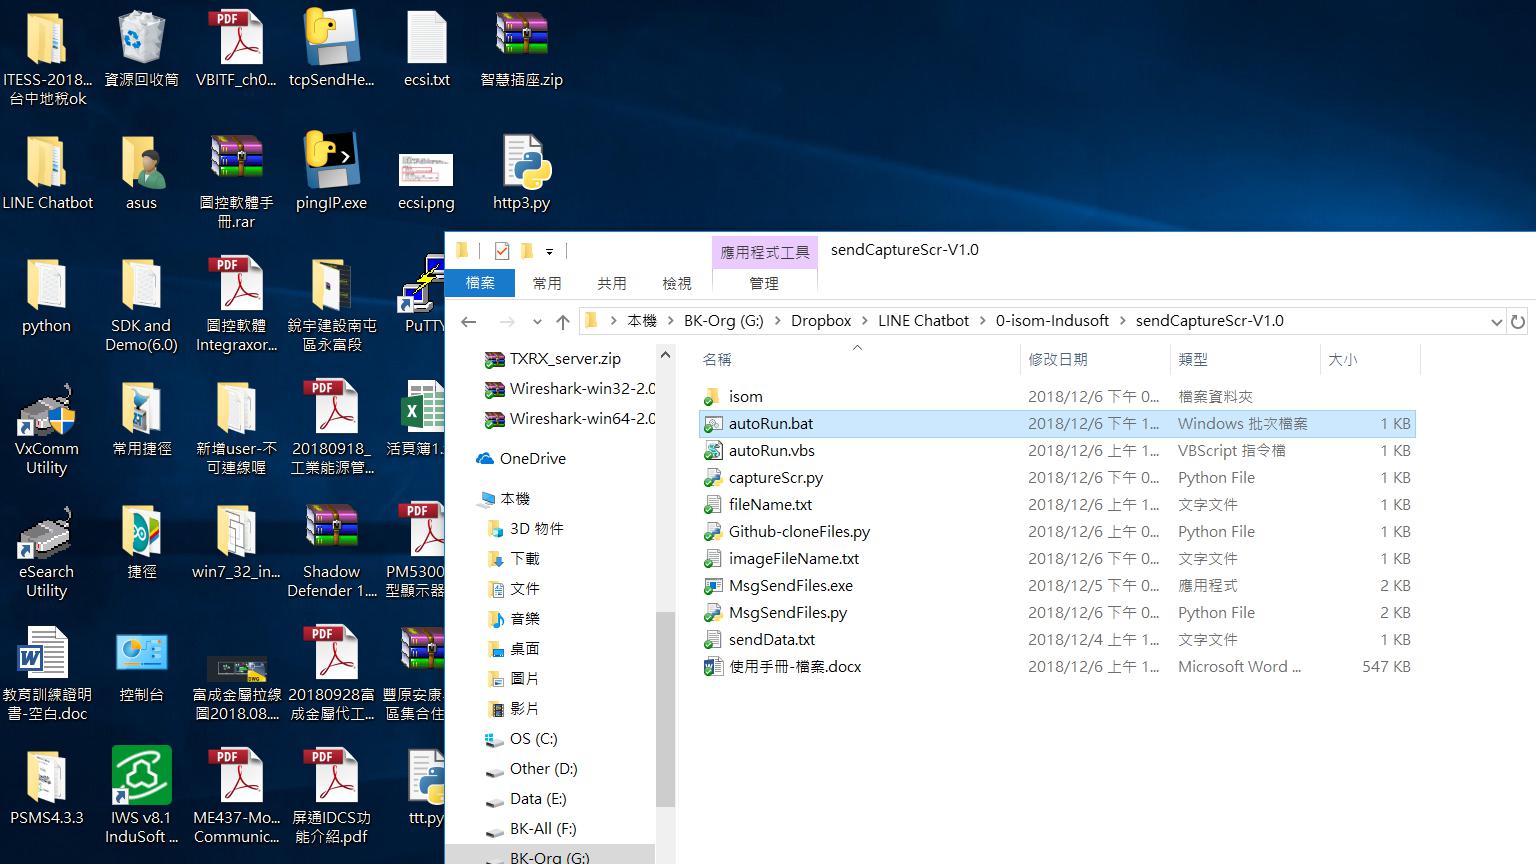 ITESS-2018...
台中地稅ok
資源回收筒
VBITF_ch0...
tcpSendHe...
ecsi.txt
智慧插座.zip
LINE Chatbot
asus
圖控軟體手
冊.rar
pingIP.exe
ecsi.png
http3.py
python
SDK and
Demo(6.0)
圖控軟體
Integraxor...
銳宇建設南屯
區永富段
PuTTY
VxComm
Utility
常用捷徑
新增user-不
可連線喔
20180918_
工業能源管...
活頁簿1.
eSearch
Utility
捷徑
win7_32_in...
Shadow
Defender 1....
PM5300
型顯示器
教育訓練證明
書-空白.doc
控制台
富成金屬拉線
圖2018.08....
20180928富
成金屬代工...
豐原安康
區集合住
PSMS4.3.3
IWS v8.1
InduSoft ...
ME437-Mo...
Communic...
屏通IDCS功
能介紹.pdf
ttt.py
應用程式工具
sendCaptureScr-V1.0
檔案
常用
共用
檢視
管理
本機
BK-Org (G:)
Dropbox
LINE Chatbot
0-isom-Indusoft
sendCaptureScr-V1.0
TXRX_server.zip
Wireshark-win32-2.0
Wireshark-win64-2.0
OneDrive
本機
3D 物件
下載
文件
音樂
桌面
圖片
影片
OS (C:)
Other (D:)
Data (E:)
BK-All (F:)
BK-Org (G:)
名稱 修改日期 類型 大小
isom 2018/12/6 下午 0... 檔案資料夾
autoRun.bat 2018/12/6 下午 1... Windows 批次檔案 1 KB
autoRun.vbs 2018/12/6 上午 1... VBScript 指令檔 1 KB
captureScr.py 2018/12/6 下午 0... Python File 1 KB
fileName.txt 2018/12/6 上午 1... 文字文件 1 KB
Github-cloneFiles.py 2018/12/6 上午 1... Python File 1 KB
imageFileName.txt 2018/12/6 下午 0... 文字文件 1 KB
MsgSendFiles.exe 2018/12/5 下午 0... 應用程式 2 KB
MsgSendFiles.py 2018/12/6 下午 0... Python File 2 KB
sendData.txt 2018/12/4 上午 1... 文字文件 1 KB
使用手冊-檔案.docx 2018/12/6 上午 1... Microsoft Word ... 547 KB